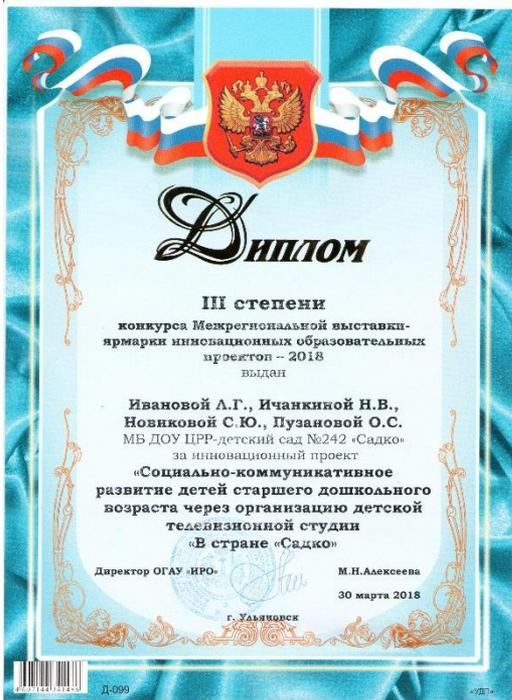 Диплом
III степени
конкурса Межрегиональной выставки-
ярмарки инновационных образовательных
проектов – 2018
выдан
Ивановой Л.Г., Ичанкиной Н.В.,
Новиковой С.Ю., Пузановой О.С.
МБ ДОУ ЦРР-детский сад №242 «Садко»
за инновационный проект
«Социально-коммуникативное
развитие детей старшего дошкольного
возраста через организацию детской
телевизионной студии
«В стране «Садко»
Директор ОГАУ «ИРО» М.Н.Алексеева
30 марта 2018
г. Ульяновск
Д-099 «УДП»